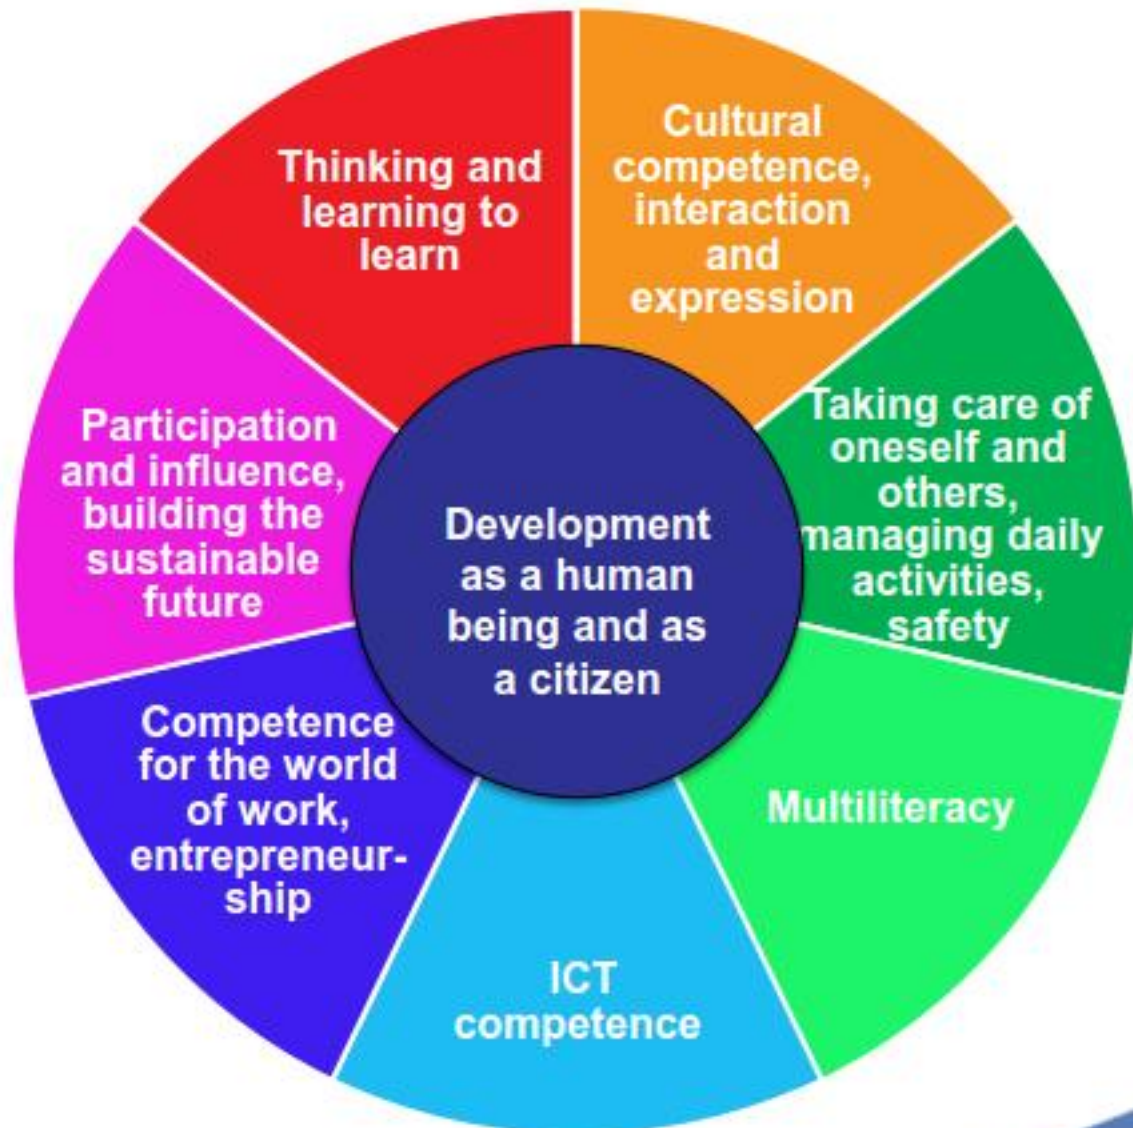 Thinking and
learning to
learn
Cultural
competence,
interaction
and
expression
Taking care of
oneself and
others,
managing daily
activities,
safety
Multiliteracy
ICT
competence
Competence
for the world
of work,
entrepreneur-
ship
Participation
and influence,
building the
sustainable
future
Development
as a human
being and as
a citizen